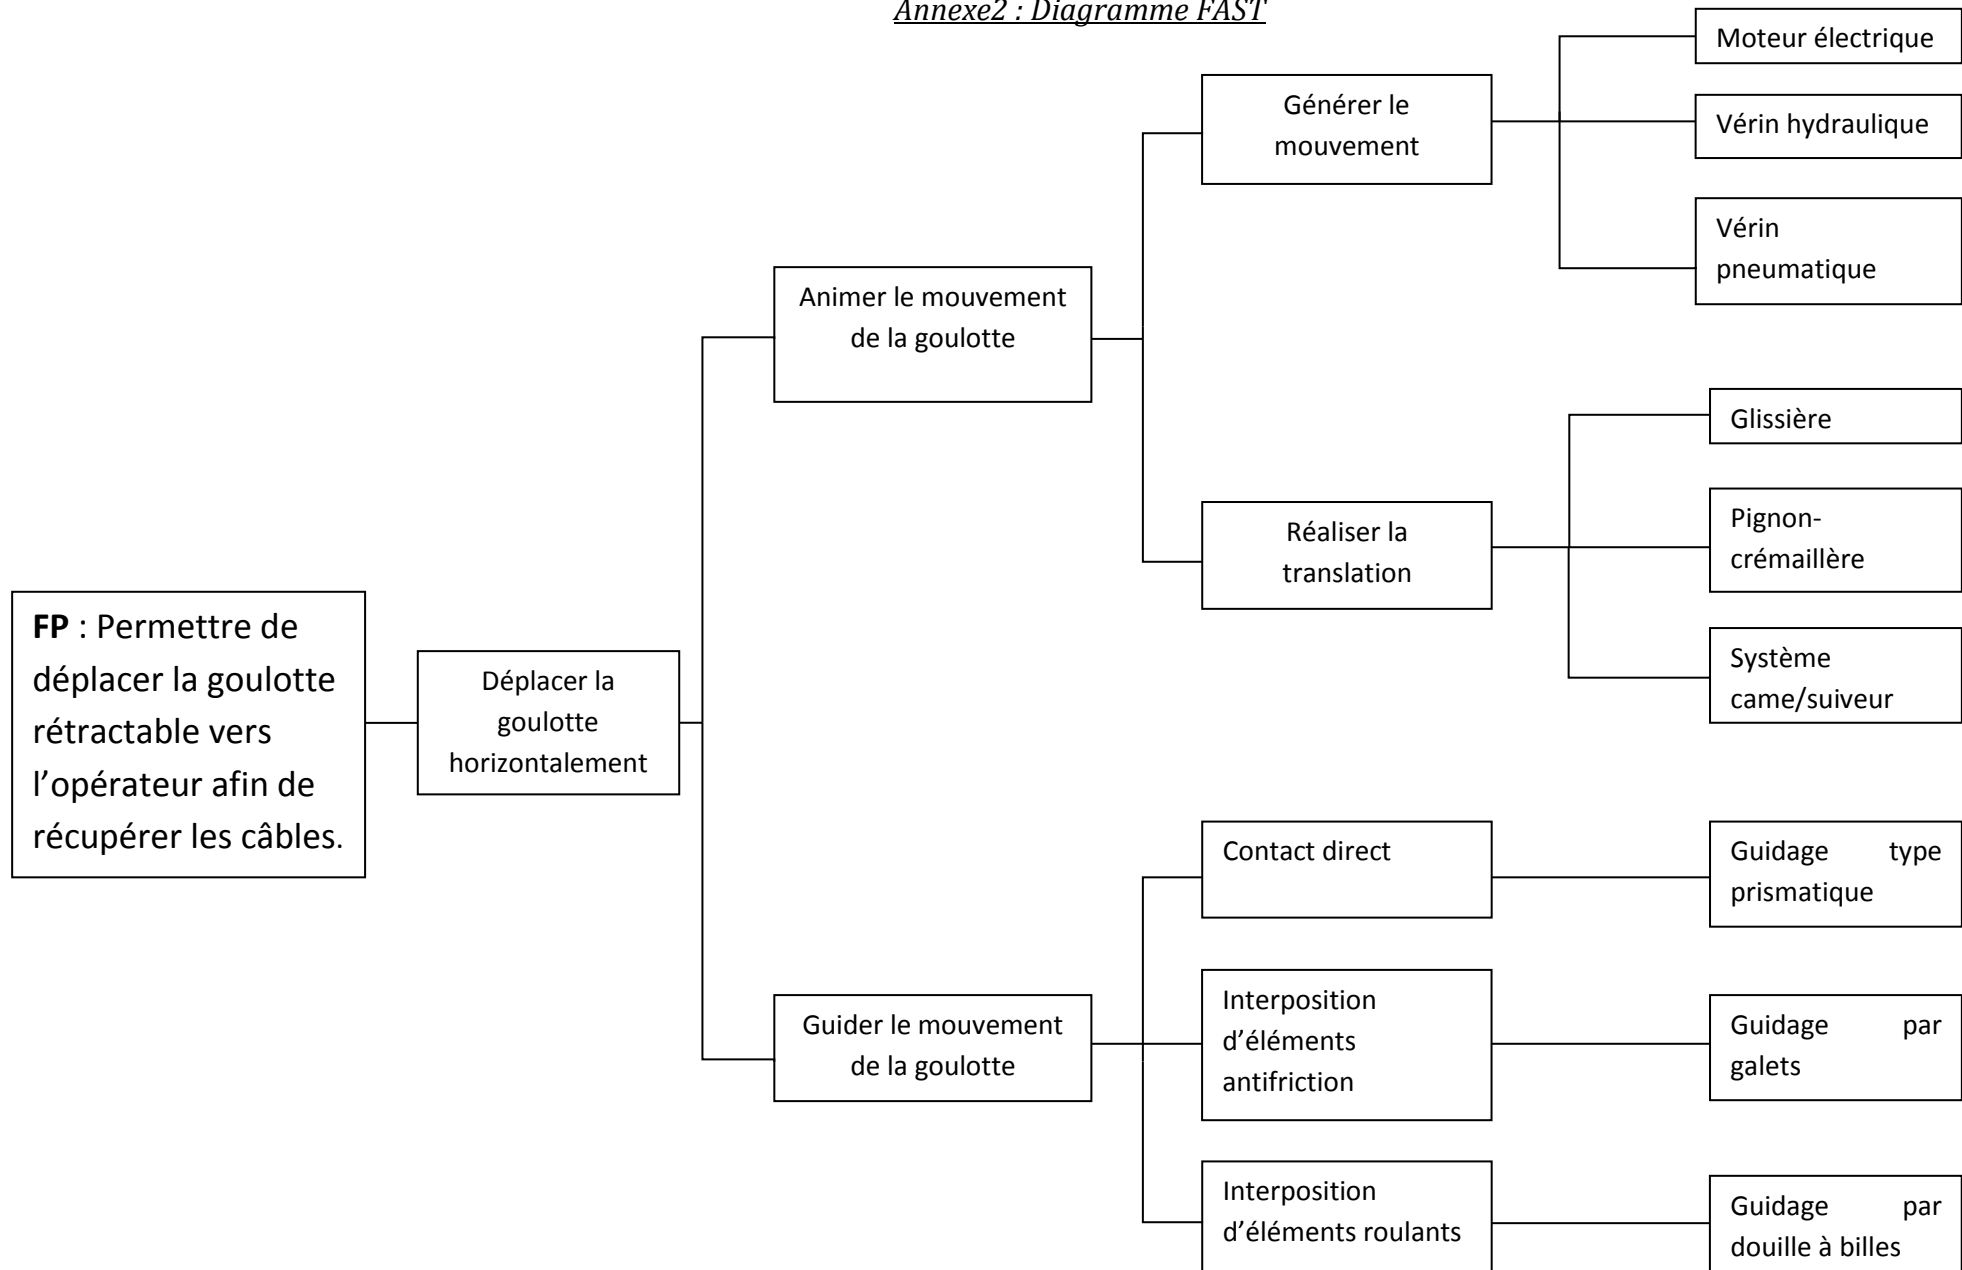 Annexe2 : Diagramme FAST
Moteur électrique
Générer le
mouvement
Vérin hydraulique
Vérin
pneumatique
Animer le mouvement
de la goulotte
Glissière
Réaliser la
translation
Pignon-
crémaillère
Système
came/suiveur
FP : Permettre de
déplacer la goulotte
rétractable vers
l’opérateur afin de
récupérer les câbles.
Déplacer la
goulotte
horizontalement
Contact direct
Guidage type
prismatique
Guider le mouvement
de la goulotte
Interposition
d’éléments
antifriction
Guidage par
galets
Interposition
d’éléments roulants
Guidage par
douille à billes